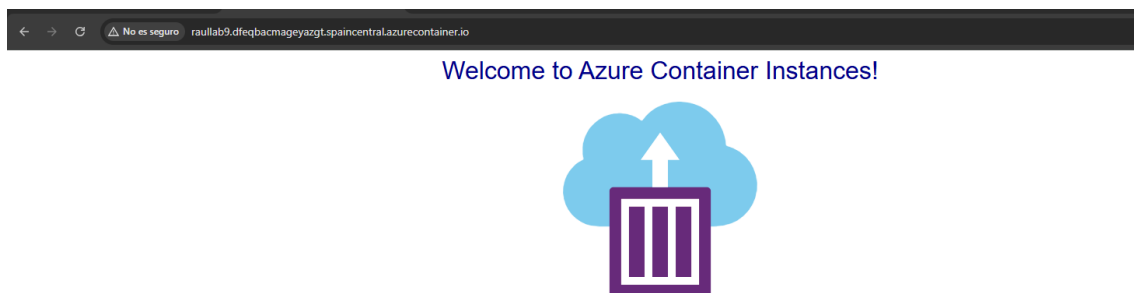 No es seguro raullab9.dfeqbacmageyazgt.spaincentral.azurecontainer.io
Welcome to Azure Container Instances!